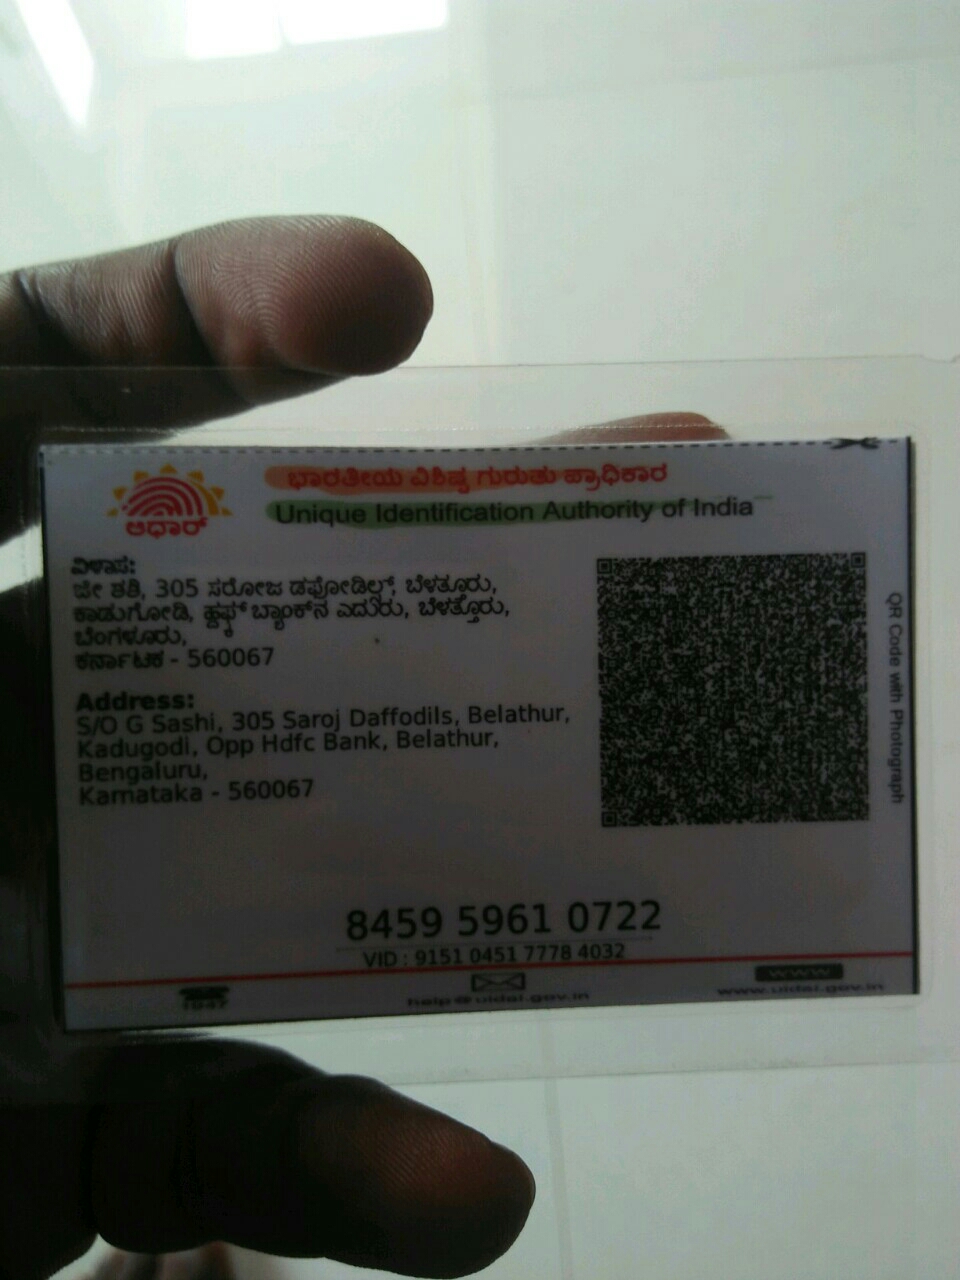 ಭಾರತೀಯ ವಿಶಿಷ್ಟ ಗುರುತು ಪ್ರಾಧಿಕಾರ
Unique Identification Authority of India
ಆಧಾರ್
ವಿಳಾಸ:
ಜೀ ಶಶಿ, 305 ಸರೋಜ ಡಫೋಡಿಲ್ಸ್, ಬೆಳತ್ತೂರು,
ಕಾಡುಗೋಡಿ, ಬ್ಯಾಂಕ್‌ನ ಎದುರು, ಬೆಳತ್ತೂರು,
ಬೆಂಗಳೂರು,
ಕರ್ನಾಟಕ - 560067
Address:
S/O G Sashi, 305 Saroj Daffodils, Belathur,
Kadugodi, Opp Hdfc Bank, Belathur,
Bengaluru,
Karnataka - 560067
QR Code with Photograph
8459 5961 0722
VID : 9151 0451 7778 4032
1947
help@uidai.gov.in
www
www.uidai.gov.in